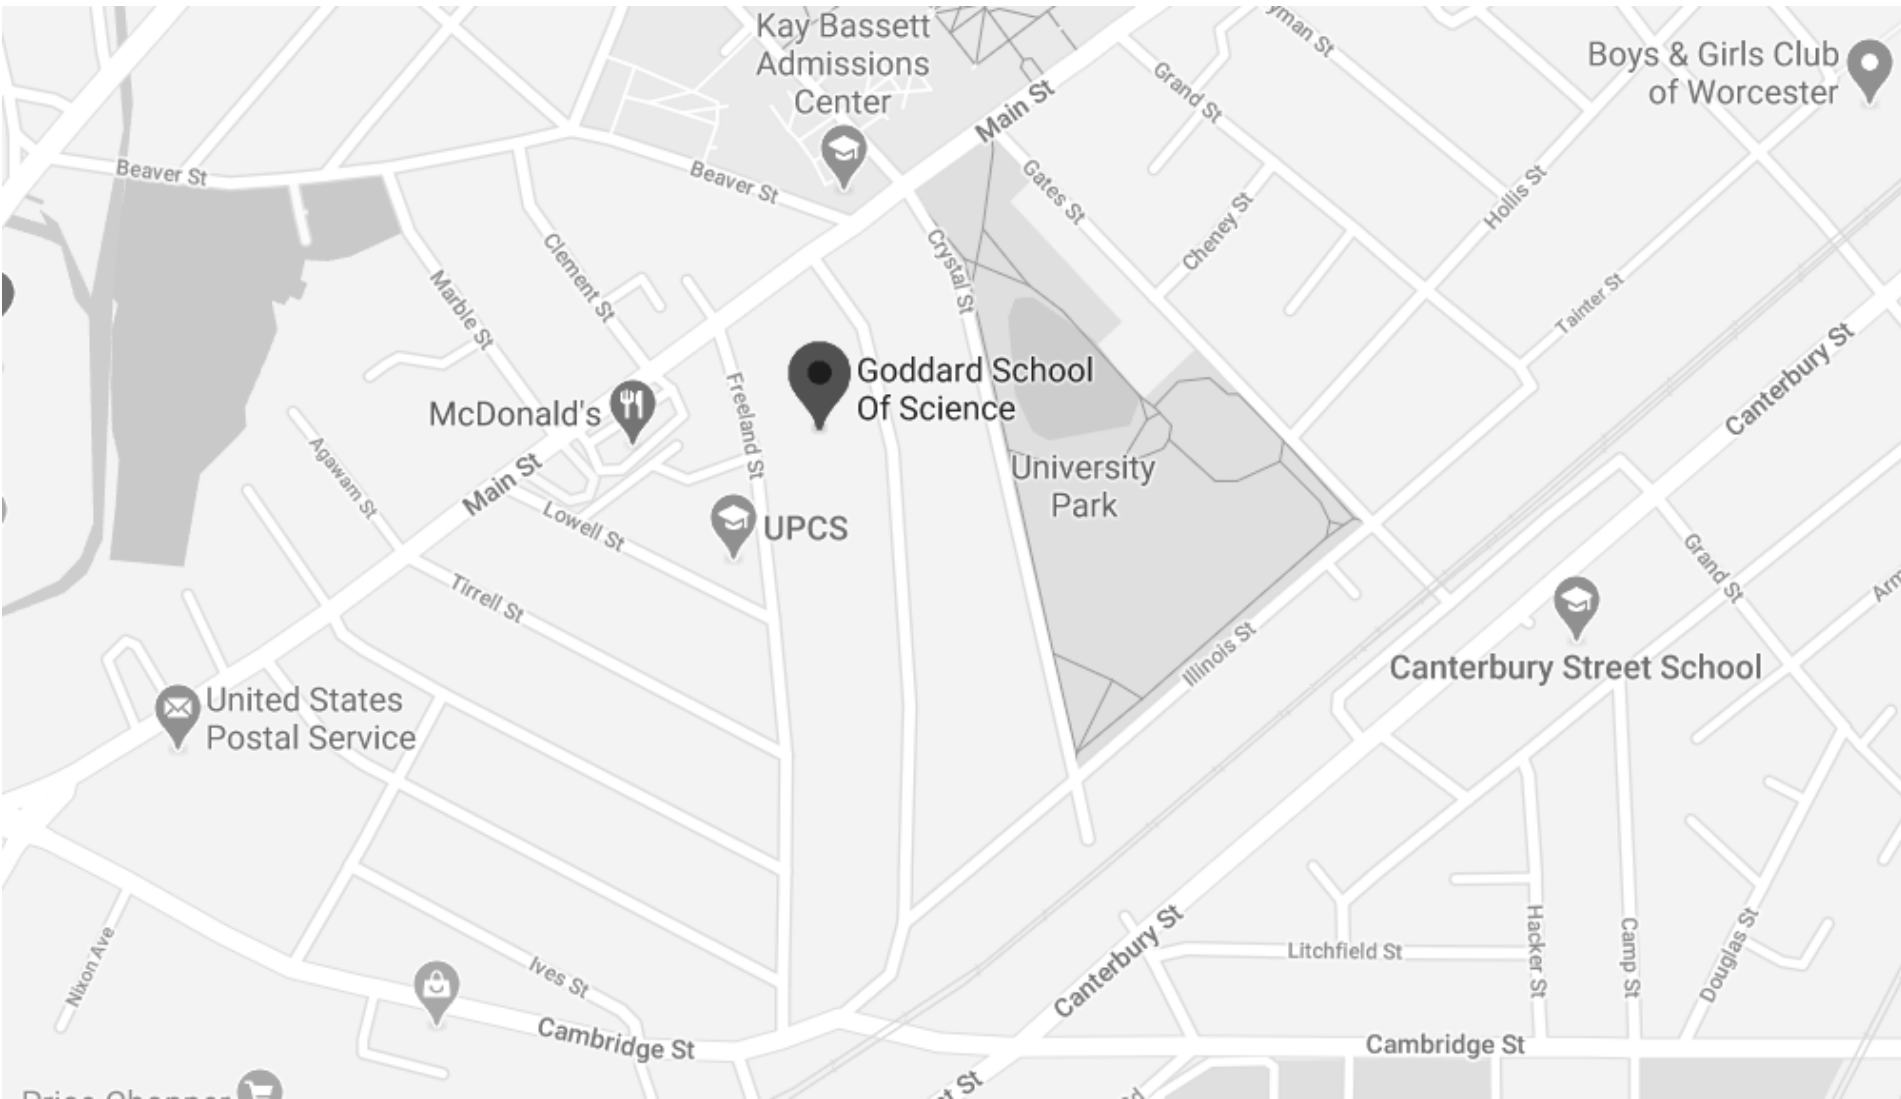 Kay Bassett
Admissions
Center
Main St
Grand St
Boys & Girls Club
of Worcester
Beaver St
Beaver St
Gates St
Hollis St
Cheney St
Crystal St
Clement St
Marble St
Tainter St
Canterbury St
Goddard School
Of Science
McDonald's
Freeland St
University
Park
Agawam St
Main St
Lowell St
UPCS
Grand St
Tirrell St
Illinois St
Canterbury Street School
United States
Postal Service
Canterbury St
Litchfield St
Hacker St
Camp St
Douglas St
Nixon Ave
Ives St
Cambridge St
Cambridge St